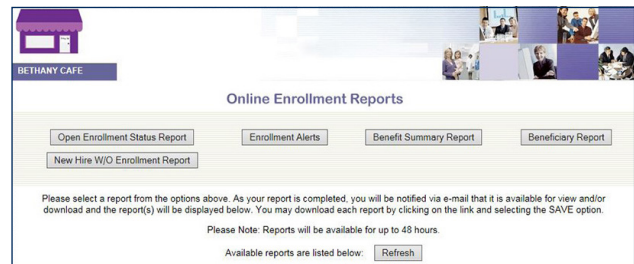 BETHANY CAFE
Online Enrollment Reports
Open Enrollment Status Report Enrollment Alerts Benefit Summary Report Beneficiary Report
New Hire W/O Enrollment Report
Please select a report from the options above. As your report is completed, you will be notified via e-mail that it is available for view and/or
download and the report(s) will be displayed below. You may download each report by clicking on the link and selecting the SAVE option.
Please Note: Reports will be available for up to 48 hours.
Available reports are listed below: Refresh